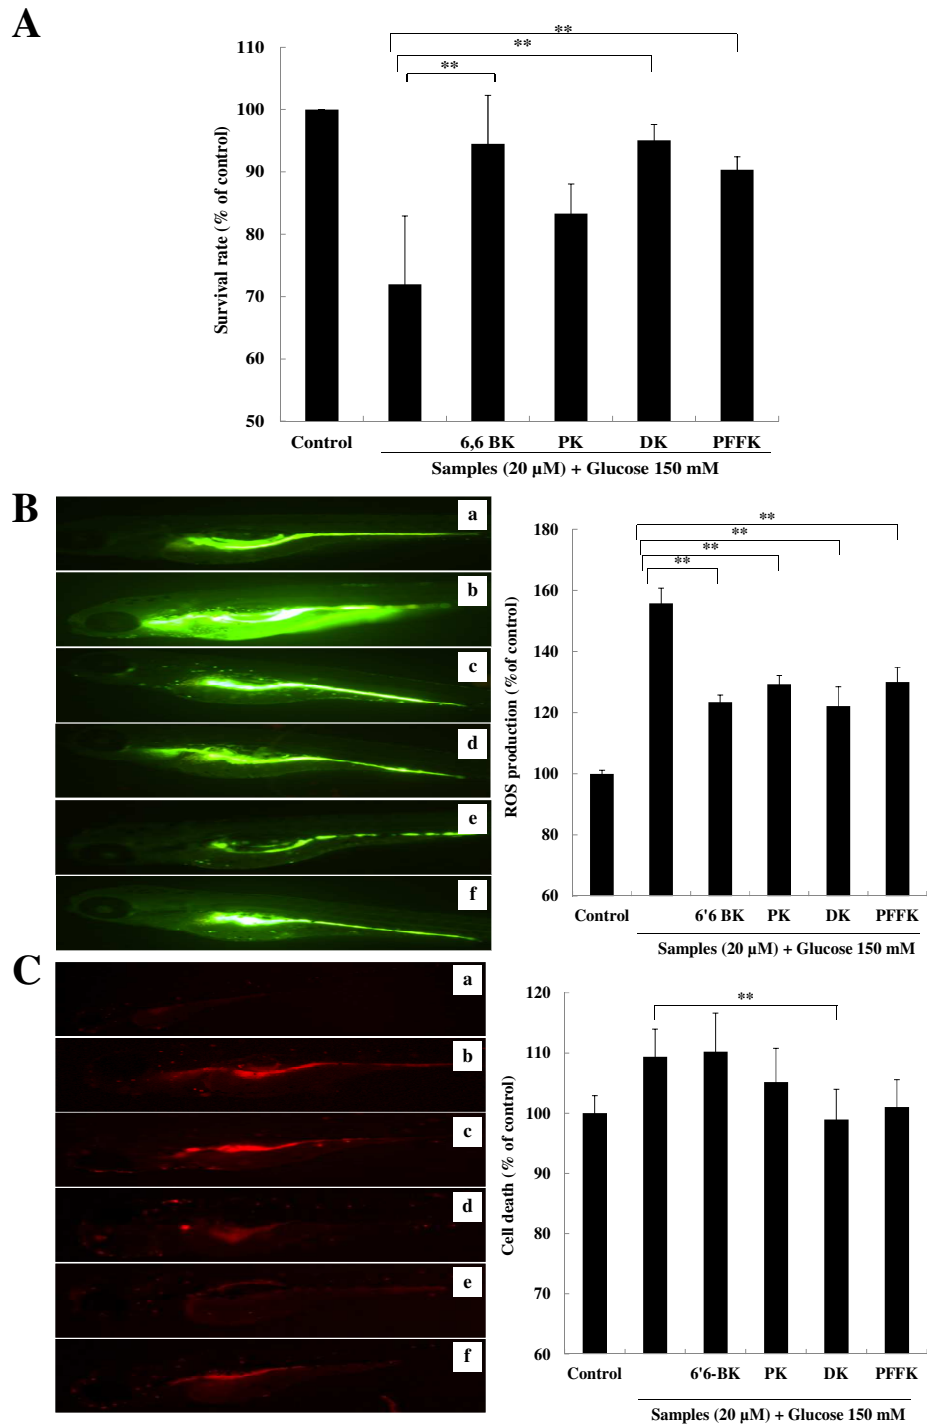 A
** 
**
**
110
100
90
80
70
60
50
Survival rate (% of control)
Control 6,6 BK PK DK PFFK
Samples (20 μM) + Glucose 150 mM
B
a
b
c
d
e
f
**
**
**
**
180
160
140
120
100
80
60
ROS production (%of control)
Control 6'6 BK PK DK PFFK
Samples (20 μM) + Glucose 150 mM
C
a
b
c
d
e
f
**
120
110
100
90
80
70
60
Cell death (% of control)
Control 6'6-BK PK DK PFFK
Samples (20 μM) + Glucose 150 mM